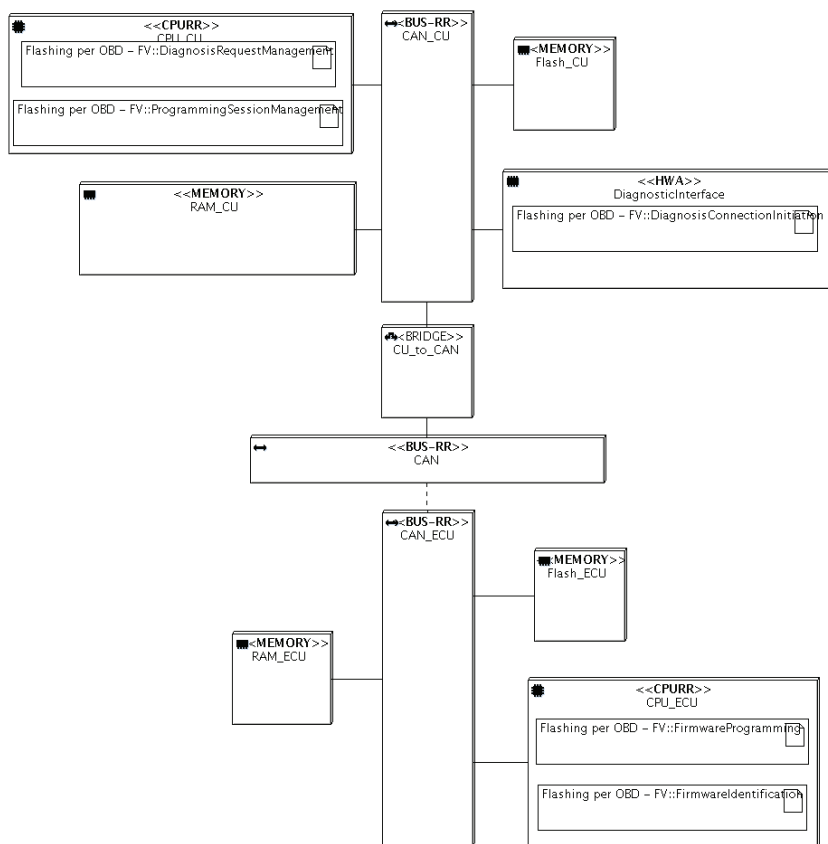 <<CPURR>>
CPU_CU
Flashing per OBD – FV::DiagnosisRequestManagement
Flashing per OBD – FV::ProgrammingSessionManagement
<<BUS-RR>>
CAN_CU
<<MEMORY>>
Flash_CU
<<MEMORY>>
RAM_CU
<<HWA>>
DiagnosticInterface
Flashing per OBD – FV::DiagnosisConnectionInitiation
<<BRIDGE>>
CU_to_CAN
<<BUS-RR>>
CAN
<<BUS-RR>>
CAN_ECU
<<MEMORY>>
Flash_ECU
<<MEMORY>>
RAM_ECU
<<CPURR>>
CPU_ECU
Flashing per OBD – FV::FirmwareProgramming
Flashing per OBD – FV::FirmwareIdentification